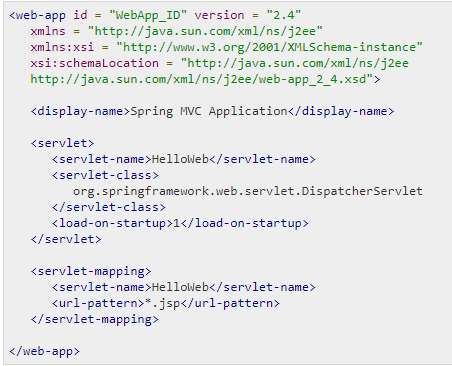 <web-app id = "WebApp_ID" version = "2.4"
   xmlns = "http://java.sun.com/xml/ns/j2ee"
   xmlns:xsi = "http://www.w3.org/2001/XMLSchema-instance"
   xsi:schemaLocation = "http://java.sun.com/xml/ns/j2ee
   http://java.sun.com/xml/ns/j2ee/web-app_2_4.xsd">
   <display-name>Spring MVC Application</display-name>
   <servlet>
      <servlet-name>HelloWeb</servlet-name>
      <servlet-class>
         org.springframework.web.servlet.DispatcherServlet
      </servlet-class>
      <load-on-startup>1</load-on-startup>
   </servlet>
   <servlet-mapping>
      <servlet-name>HelloWeb</servlet-name>
      <url-pattern>*.jsp</url-pattern>
   </servlet-mapping>
</web-app>